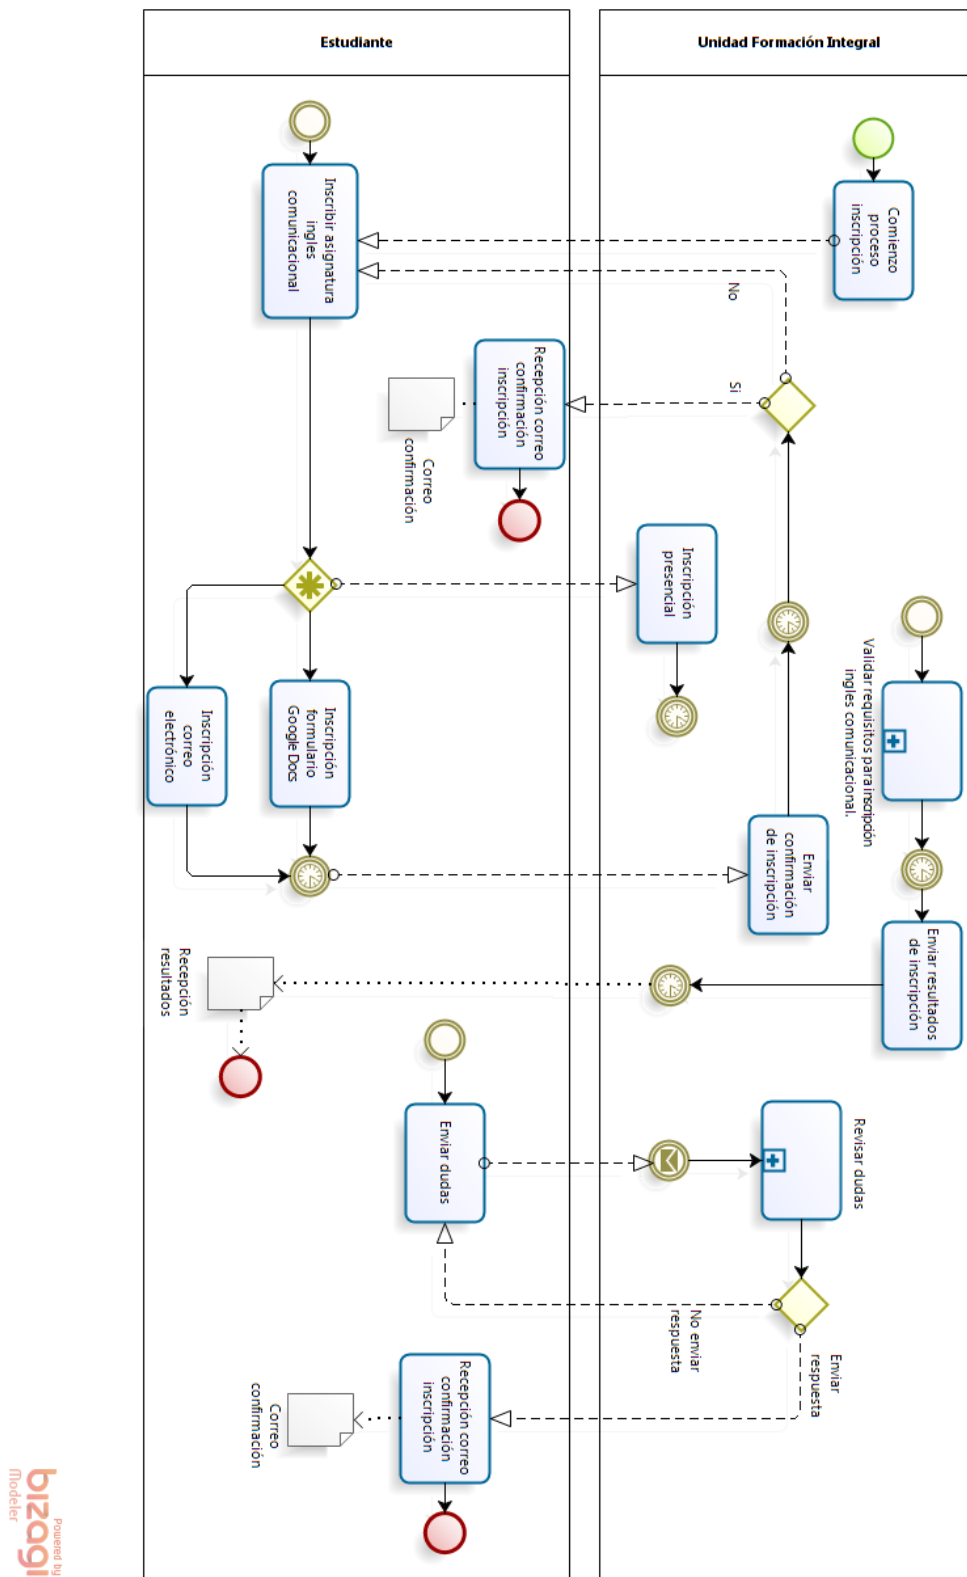 Estudiante
Unidad Formación Integral
Comienzo
proceso
inscripción
Inscribir asignatura
ingles
comunicacional
No
Si
Recepción correo
confirmación
inscripción
Correo
confirmación
Inscripción
presencial
Validar requisitos para inscripción
ingles comunicacional.
Inscripción
formulario
Google Docs
Inscripción
correo
electrónico
Enviar
confirmación
de inscripción
Enviar resultados
de inscripción
Recepción
resultados
Enviar dudas
Revisar dudas
No enviar
respuesta
Enviar
respuesta
Recepción correo
confirmación
inscripción
Correo
confirmación
Powered by
bizagi
Modeler